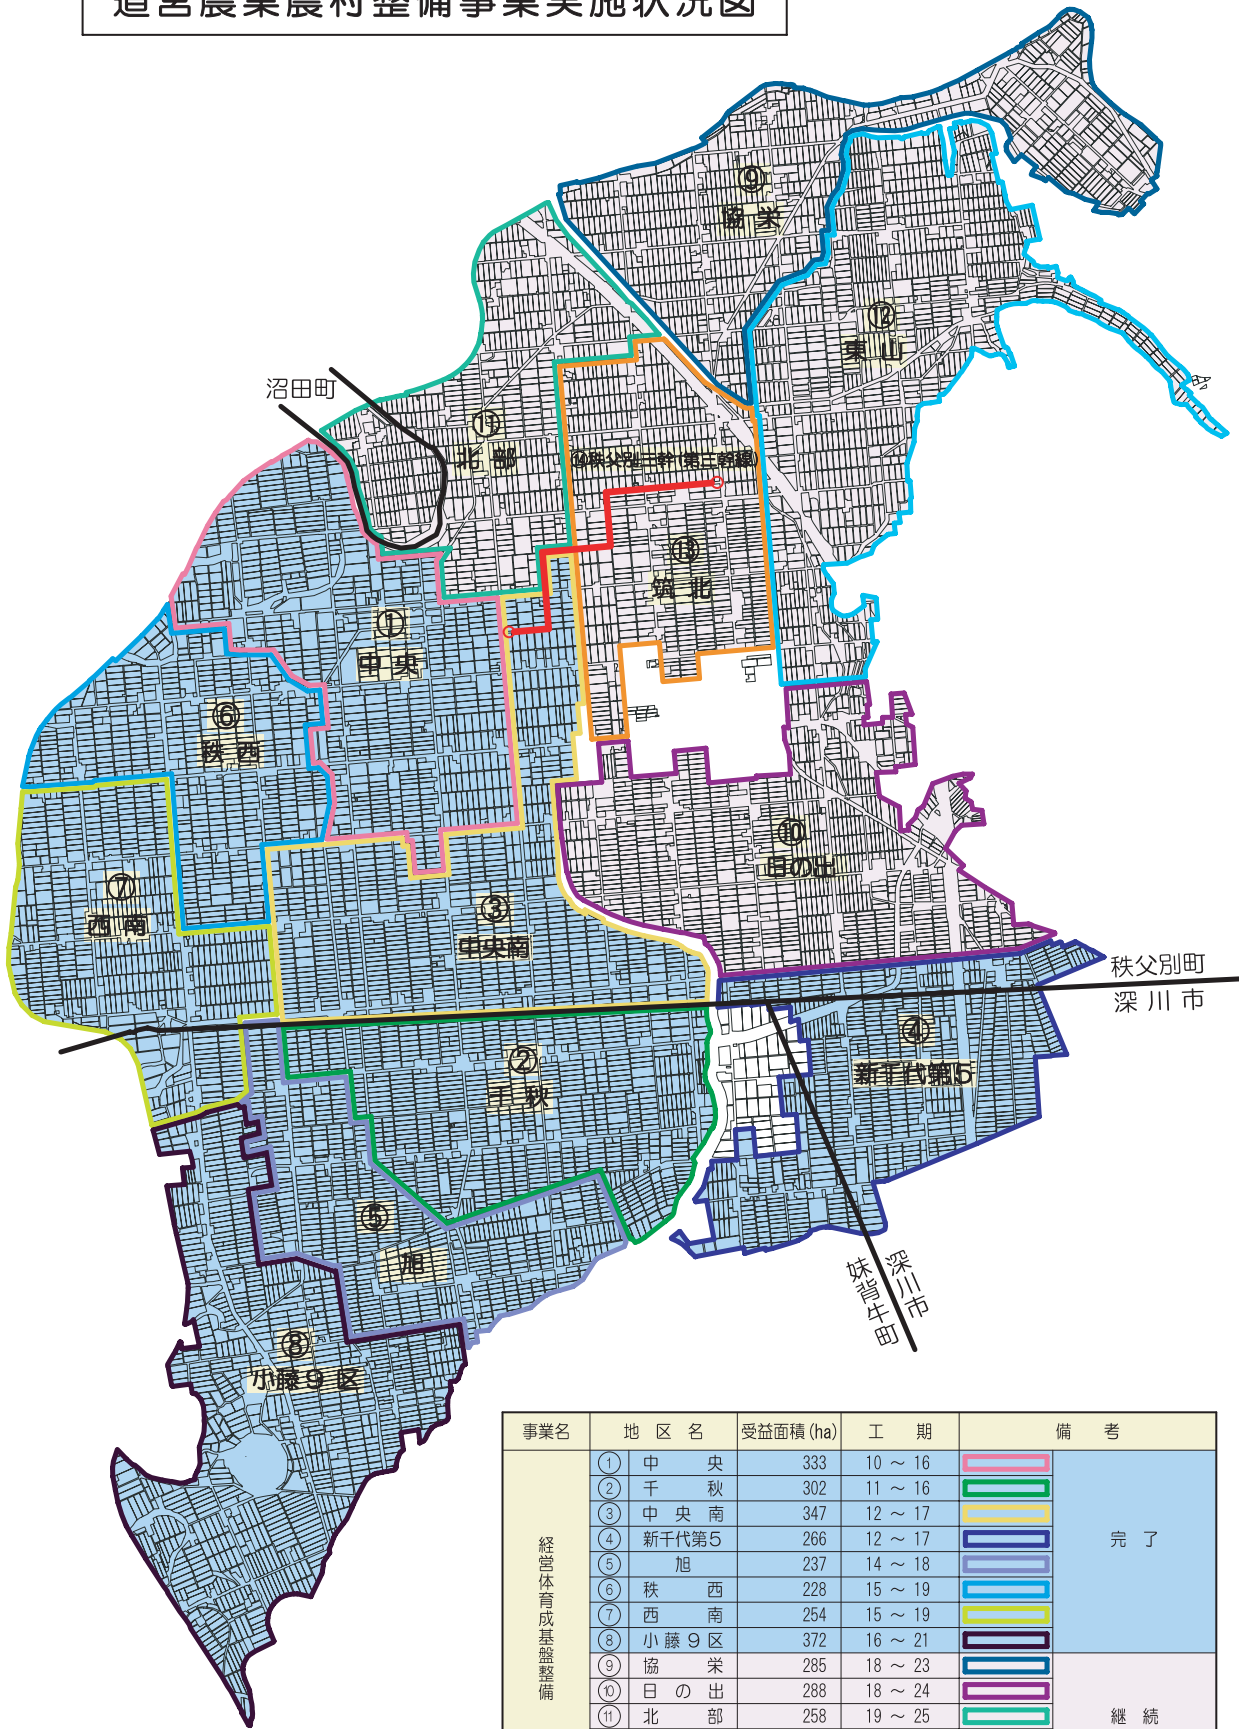 道営農業農村整備事業実施状況図
⑨
協 栄
⑫
東 山
沼田町
⑪
北 部
⑭秩父別三幹(第三幹線)
⑬
筑 北
①
中 央
⑥
秩 西
⑩
日の出
⑦
西 南
③
中央南
秩父別町
深 川 市
④
新千代第5
②
千 秋
⑤
旭
深川市
妹背牛町
⑧
小藤9区
事業名 地区名 受益面積(ha) 工期 備考
経営体育成基盤整備
① 中央 333 10 ～ 16
② 千秋 302 11 ～ 16
③ 中央南 347 12 ～ 17
④ 新千代第5 266 12 ～ 17 完了
⑤ 旭 237 14 ～ 18
⑥ 秩西 228 15 ～ 19
⑦ 西南 254 15 ～ 19
⑧ 小藤9区 372 16 ～ 21
⑨ 協栄 285 18 ～ 23
⑩ 日の出 288 18 ～ 24
⑪ 北部 258 19 ～ 25 継続